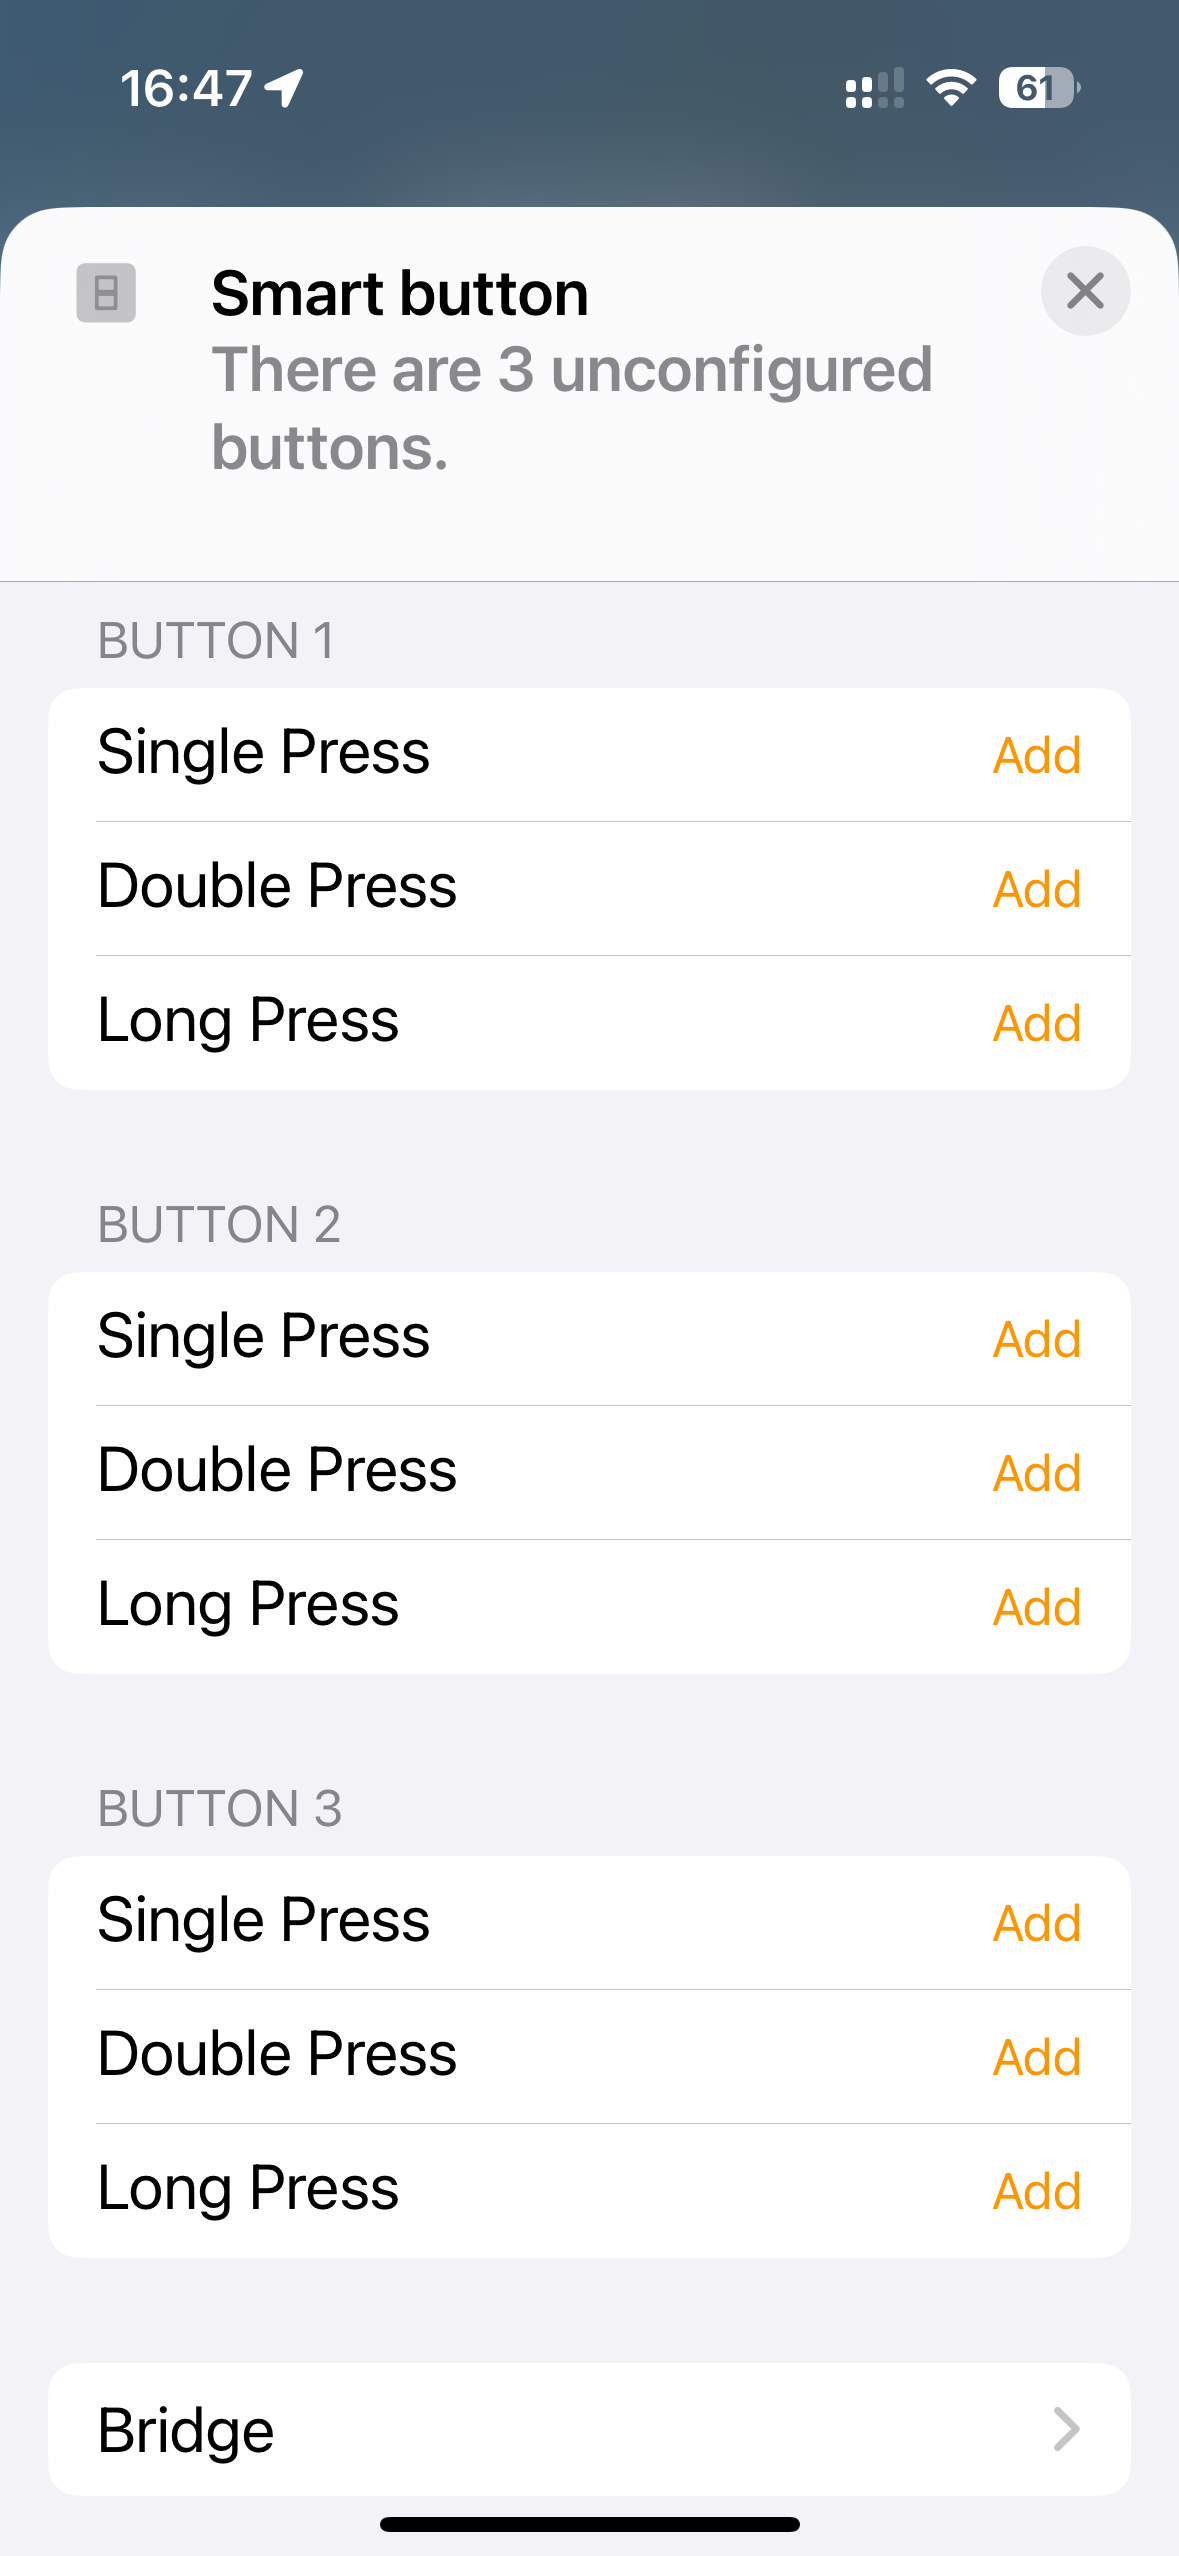 16:47
61
Smart button
There are 3 unconfigured
buttons.
BUTTON 1
Single Press Add
Double Press Add
Long Press Add
BUTTON 2
Single Press Add
Double Press Add
Long Press Add
BUTTON 3
Single Press Add
Double Press Add
Long Press Add
Bridge